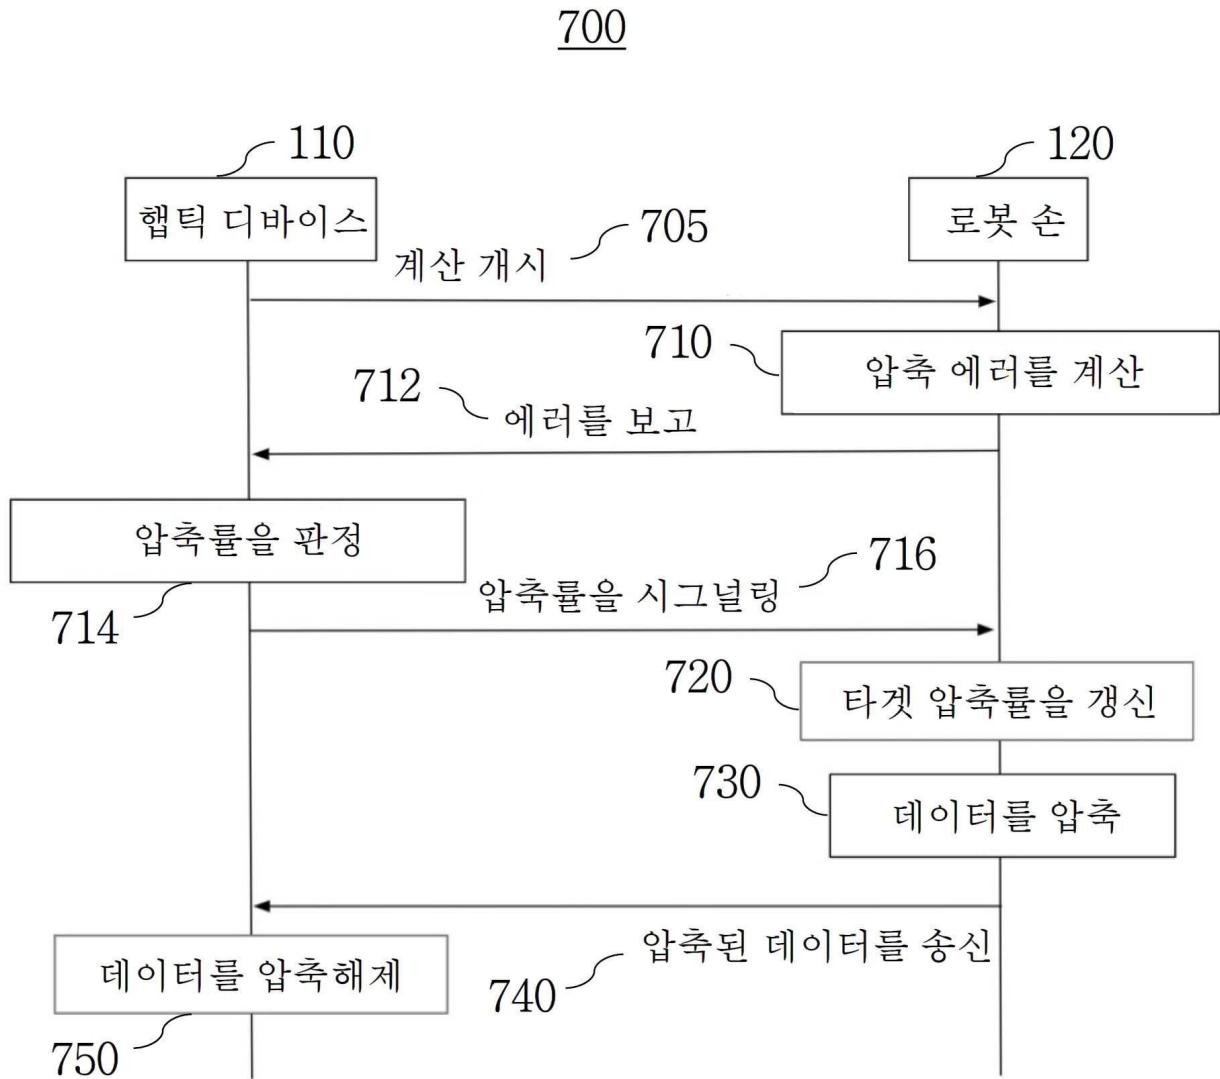 700
110
120
햅틱 디바이스
로봇 손
705
계산 개시
710
압축 에러를 계산
712
에러를 보고
압축률을 판정
714
716
압축률을 시그널링
720
타겟 압축률을 갱신
730
데이터를 압축
압축된 데이터를 송신
740
데이터를 압축해제
750